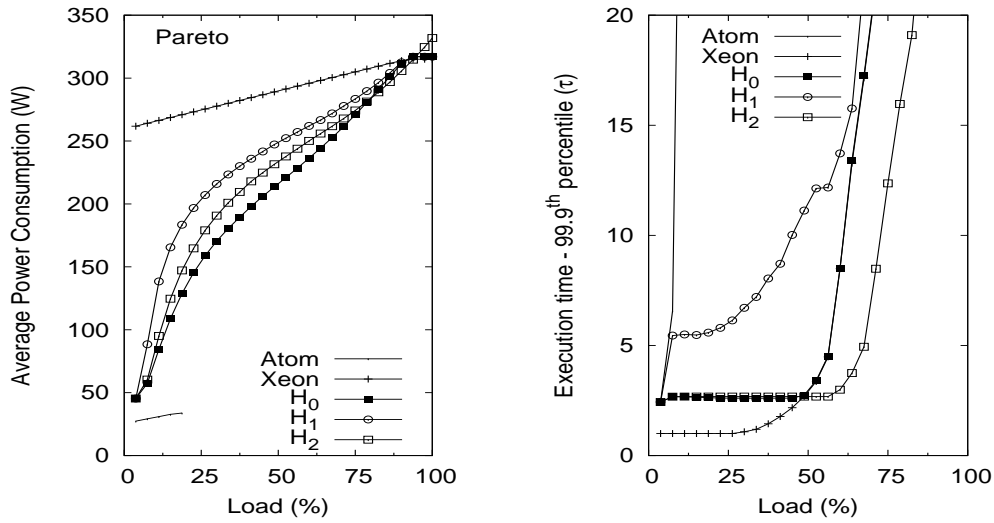 Average Power Consumption (W)
350
300
250
200
150
100
50
0
Pareto
Atom
Xeon
H0
H1
H2
0 25 50 75 100
Load (%)
Execution time - 99.9th percentile (τ)
20
15
10
5
0
Atom
Xeon
H0
H1
H2
0 25 50 75 100
Load (%)